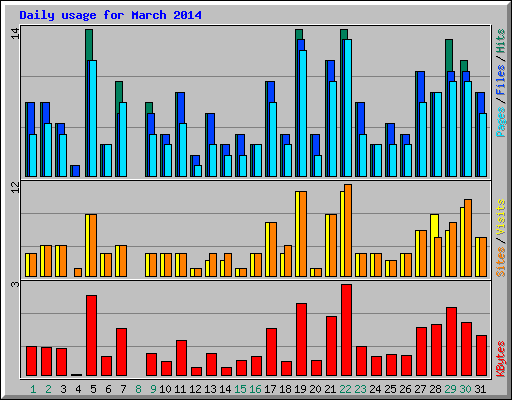 Daily usage for March 2014
14
Pages/Files/Hits
12
Sites/Visits
3
KBytes
1 2 3 4 5 6 7 8 9 10 11 12 13 14 15 16 17 18 19 20 21 22 23 24 25 26 27 28 29 30 31